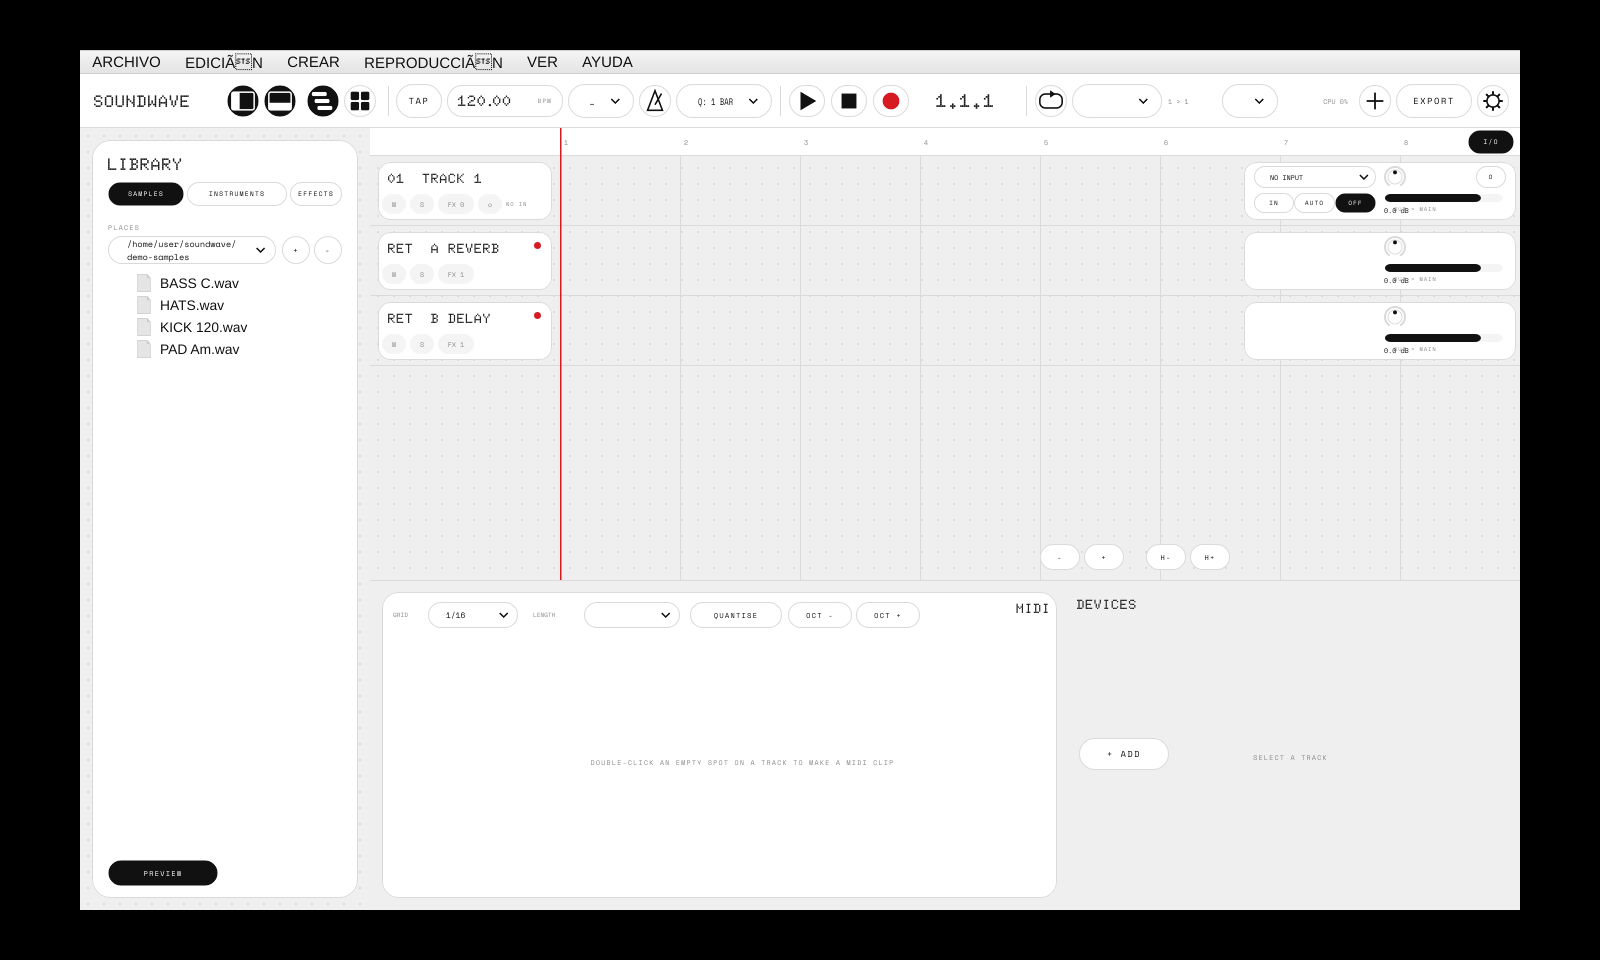 ARCHIVO EDICIÃN CREAR REPRODUCCIÃN VER AYUDA
SOUNDWAVE TAP 120.00 BPM - Q: 1 BAR 1.1.1 1 > 1 CPU 0% EXPORT
LIBRARY
SAMPLES INSTRUMENTS EFFECTS
PLACES
/home/user/soundwave/
demo-samples
+ -
BASS C.wav
HATS.wav
KICK 120.wav
PAD Am.wav
PREVIEW
1 2 3 4 5 6 7 8 I/O
01 TRACK 1
M S FX 0 NO IN
NO INPUT
IN AUTO OFF
0.0 dB MAIN
RET A REVERB
M S FX 1
0.0 dB MAIN
RET B DELAY
M S FX 1
0.0 dB MAIN
- + H- H+
GRID 1/16 LENGTH QUANTISE OCT - OCT + MIDI
DOUBLE-CLICK AN EMPTY SPOT ON A TRACK TO MAKE A MIDI CLIP
DEVICES
+ ADD
SELECT A TRACK